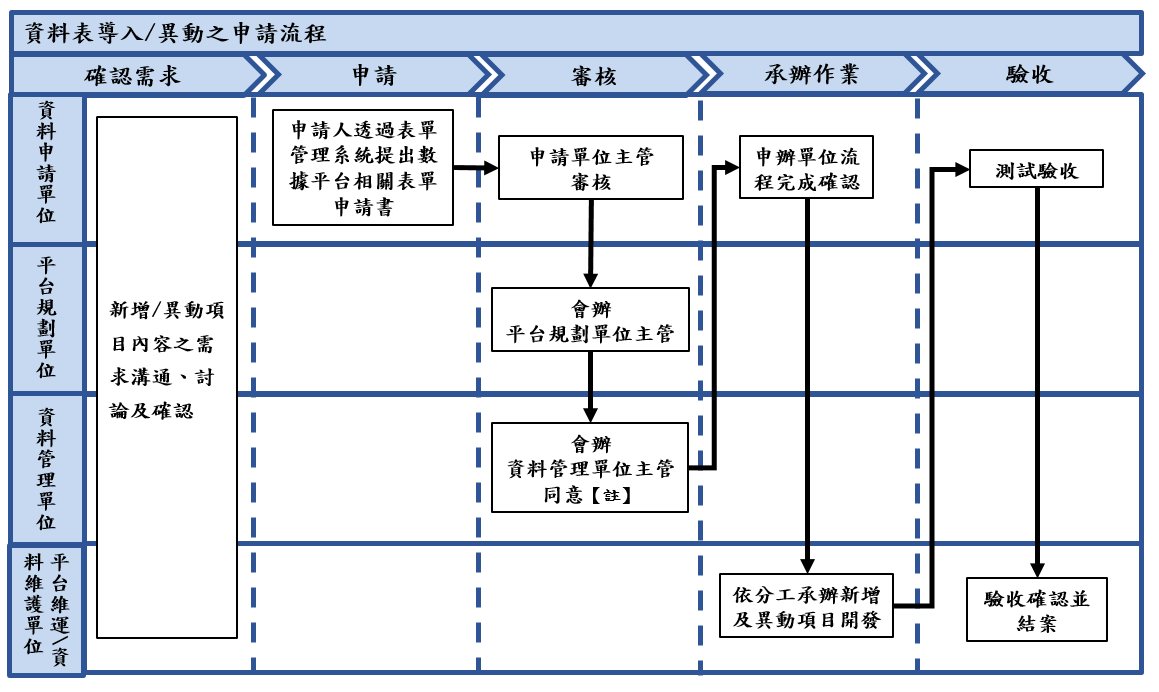 資料表導入/異動之申請流程
確認需求
申請
審核
承辦作業
驗收
資料申請單位
平台規劃單位
資料管理單位
平台維運/資
料維護單位
新增/異動項
目內容之需
求溝通、討
論及確認
申請人透過表單
管理系統提出數
據平台相關表單
申請書
申請單位主管
審核
會辦
平台規劃單位主管
會辦
資料管理單位主管
同意【註】
申辦單位流
程完成確認
依分工承辦新增
及異動項目開發
測試驗收
驗收確認並
結案